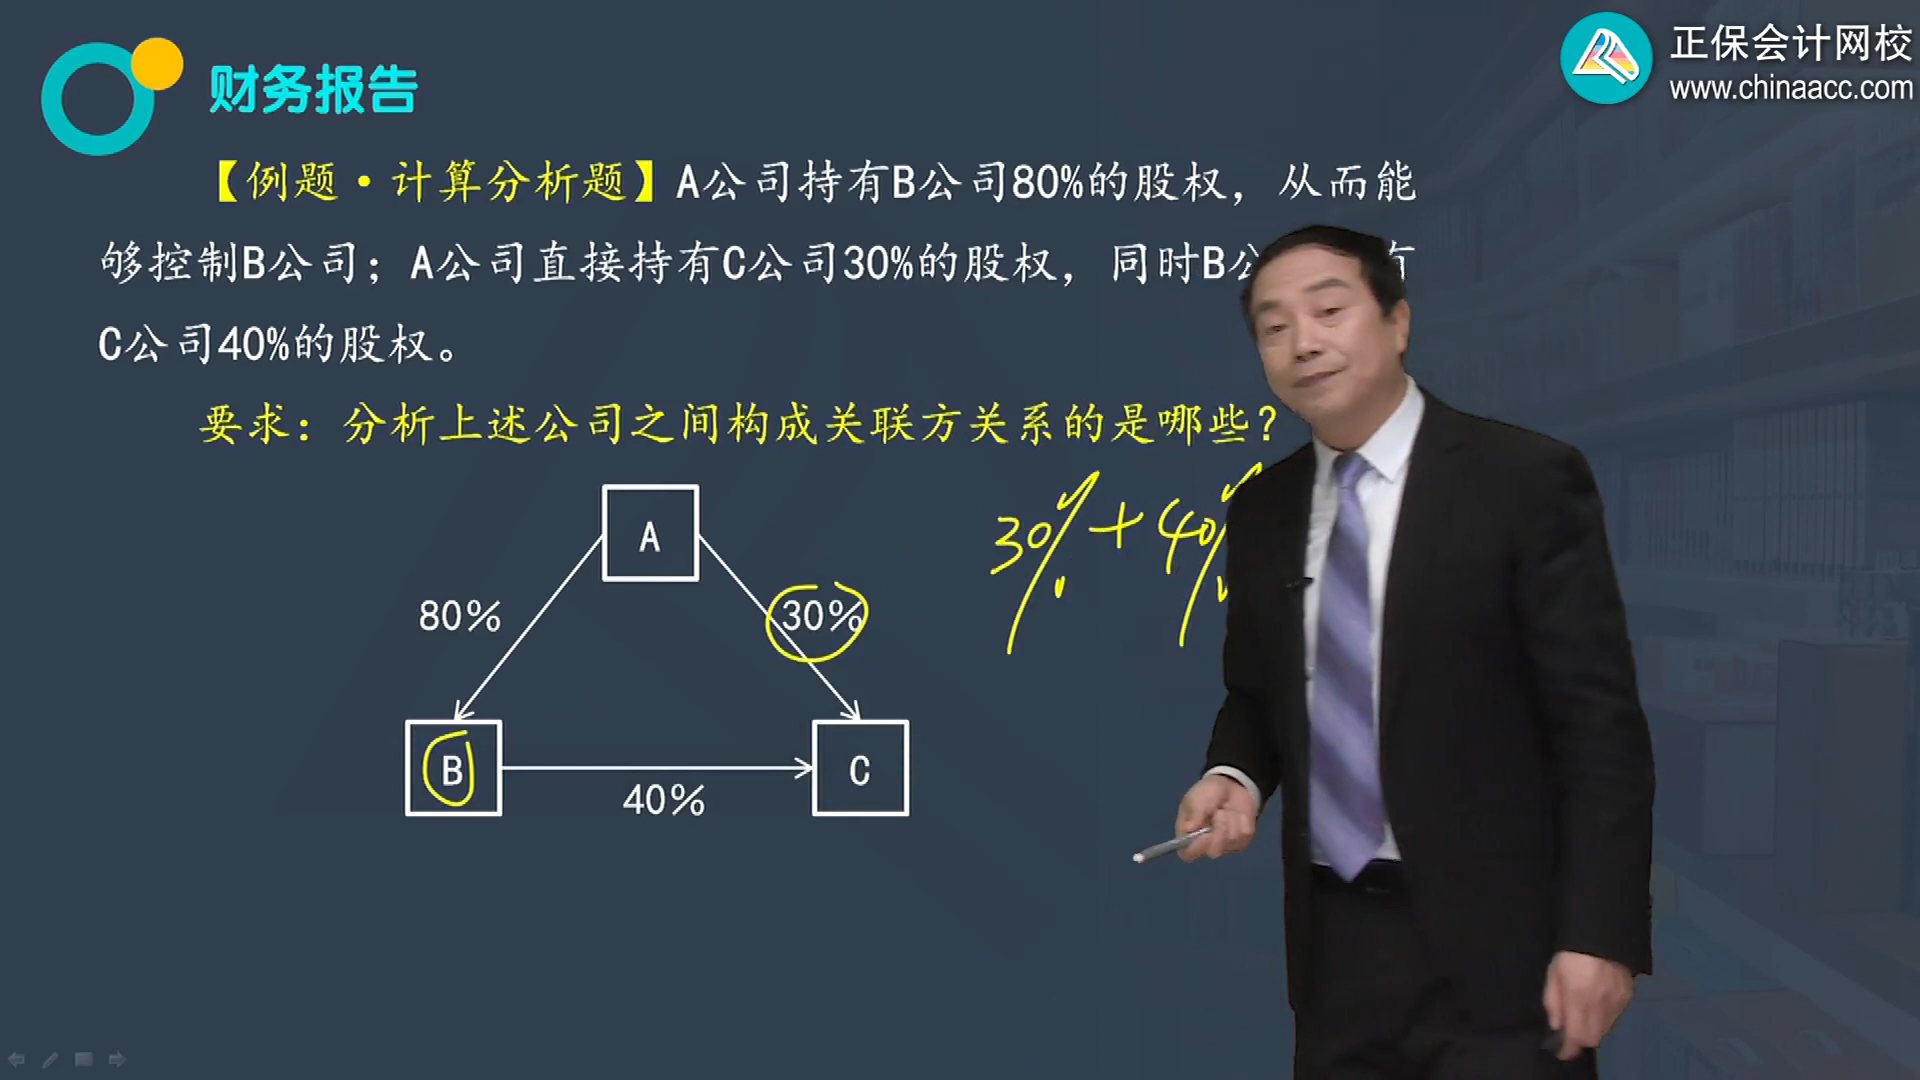 正保会计网校
www.chinaacc.com
财务报告
【例题·计算分析题】A公司持有B公司80%的股权，从而能
够控制B公司；A公司直接持有C公司30%的股权，同时B公
C公司40%的股权。
要求：分析上述公司之间构成关联方关系的是哪些？
30%+40%
A
80%
30%
B
C
40%